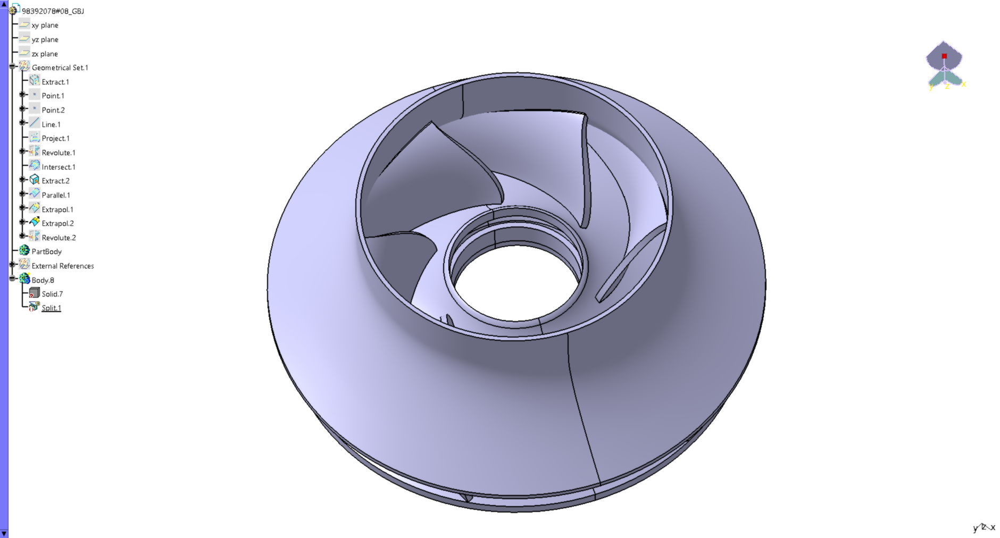 98392078#08_GBJ
xy plane
yz plane
zx plane
Geometrical Set.1
Extract.1
Point.1
Point.2
Line.1
Project.1
Revolute.1
Intersect.1
Extract.2
Parallel.1
Extrapol.1
Extrapol.2
Revolute.2
PartBody
External References
Body.8
Solid.7
Split.1
y z x
y z x